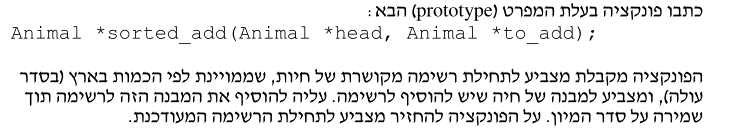 כתבו פונקציה בעלת המפרט (prototype) הבא:
Animal *sorted_add(Animal *head, Animal *to_add);
הפונקציה מקבלת מצביע לתחילת רשימה מקושרת של חיות, שממויינת לפי הכמות בארץ (בסדר
עולה), ומצביע למבנה של חיה שיש להוסיף לרשימה. עליה להוסיף את המבנה הזה לרשימה תוך
שמירה על סדר המיון. על הפונקציה להחזיר מצביע לתחילת הרשימה המעודכנת.